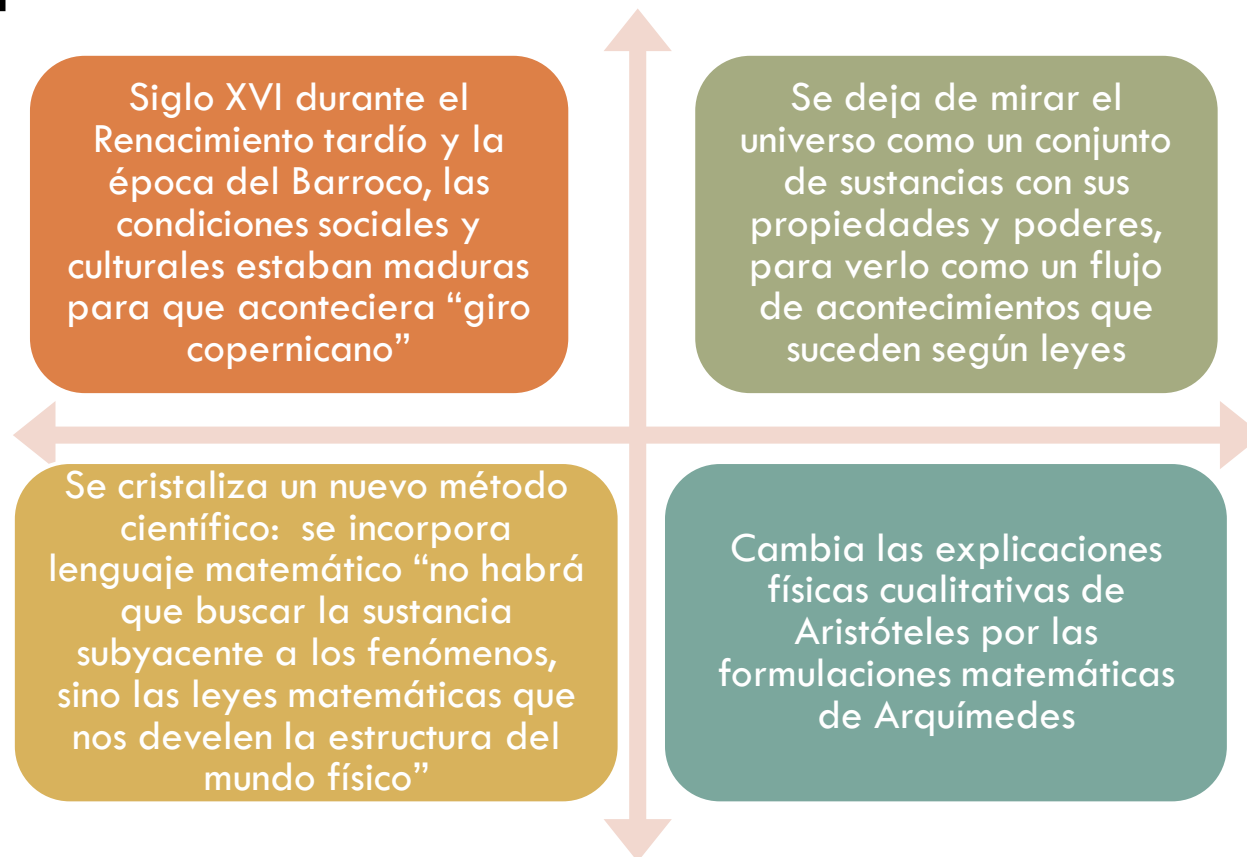 Siglo XVI durante el
Renacimiento tardío y la
época del Barroco, las
condiciones sociales y
culturales estaban maduras
para que aconteciera “giro
copernicano”
Se deja de mirar el
universo como un conjunto
de sustancias con sus
propiedades y poderes,
para verlo como un flujo
de acontecimientos que
suceden según leyes
Se cristaliza un nuevo método
científico: se incorpora
lenguaje matemático “no habrá
que buscar la sustancia
subyacente a los fenómenos,
sino las leyes matemáticas que
nos develen la estructura del
mundo físico”
Cambia las explicaciones
físicas cualitativas de
Aristóteles por las
formulaciones matemáticas
de Arquímedes